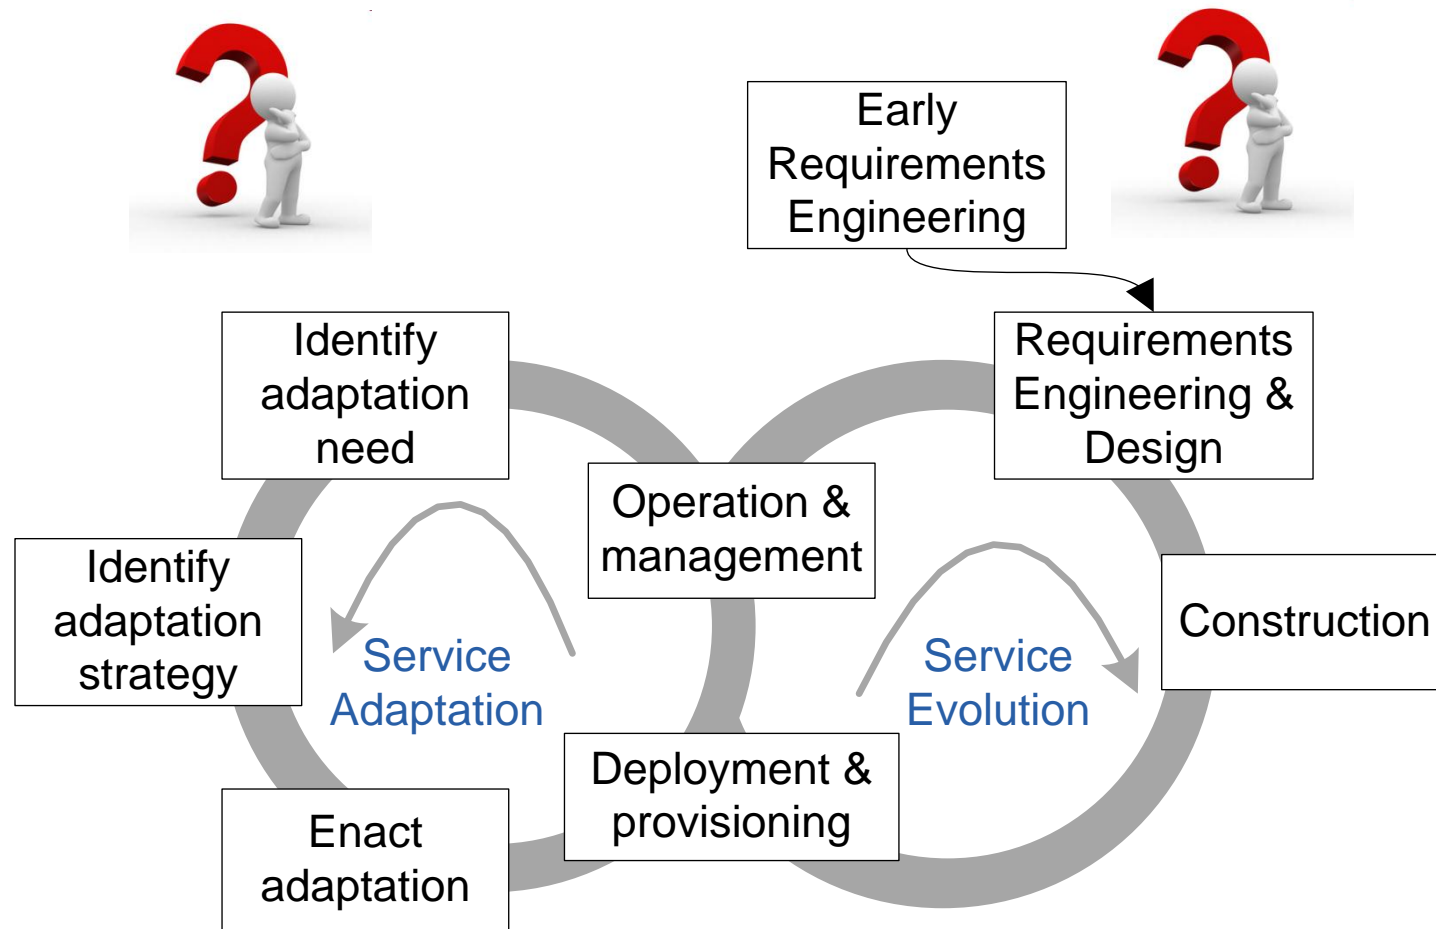 Early
Requirements
Engineering
Identify
adaptation
need
Requirements
Engineering &
Design
Operation &
management
Identify
adaptation
strategy
Construction
Service
Adaptation
Service
Evolution
Deployment &
provisioning
Enact
adaptation